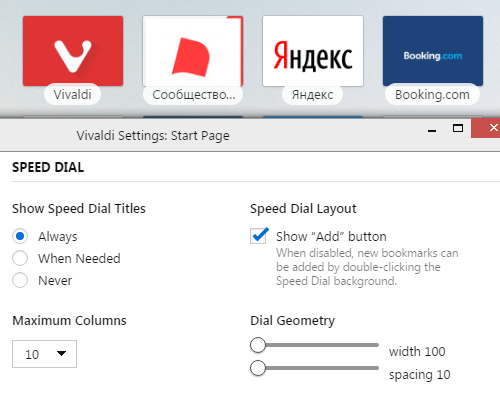 Яндекс
Booking.com
Vivaldi
Сообщество...
Яндекс
Booking.com
Vivaldi Settings: Start Page
SPEED DIAL
Show Speed Dial Titles
Always
When Needed
Never
Maximum Columns
10
Speed Dial Layout
Show “Add” button
When disabled, new bookmarks can
be added by double-clicking the
Speed Dial background.
Dial Geometry
width 100
spacing 10